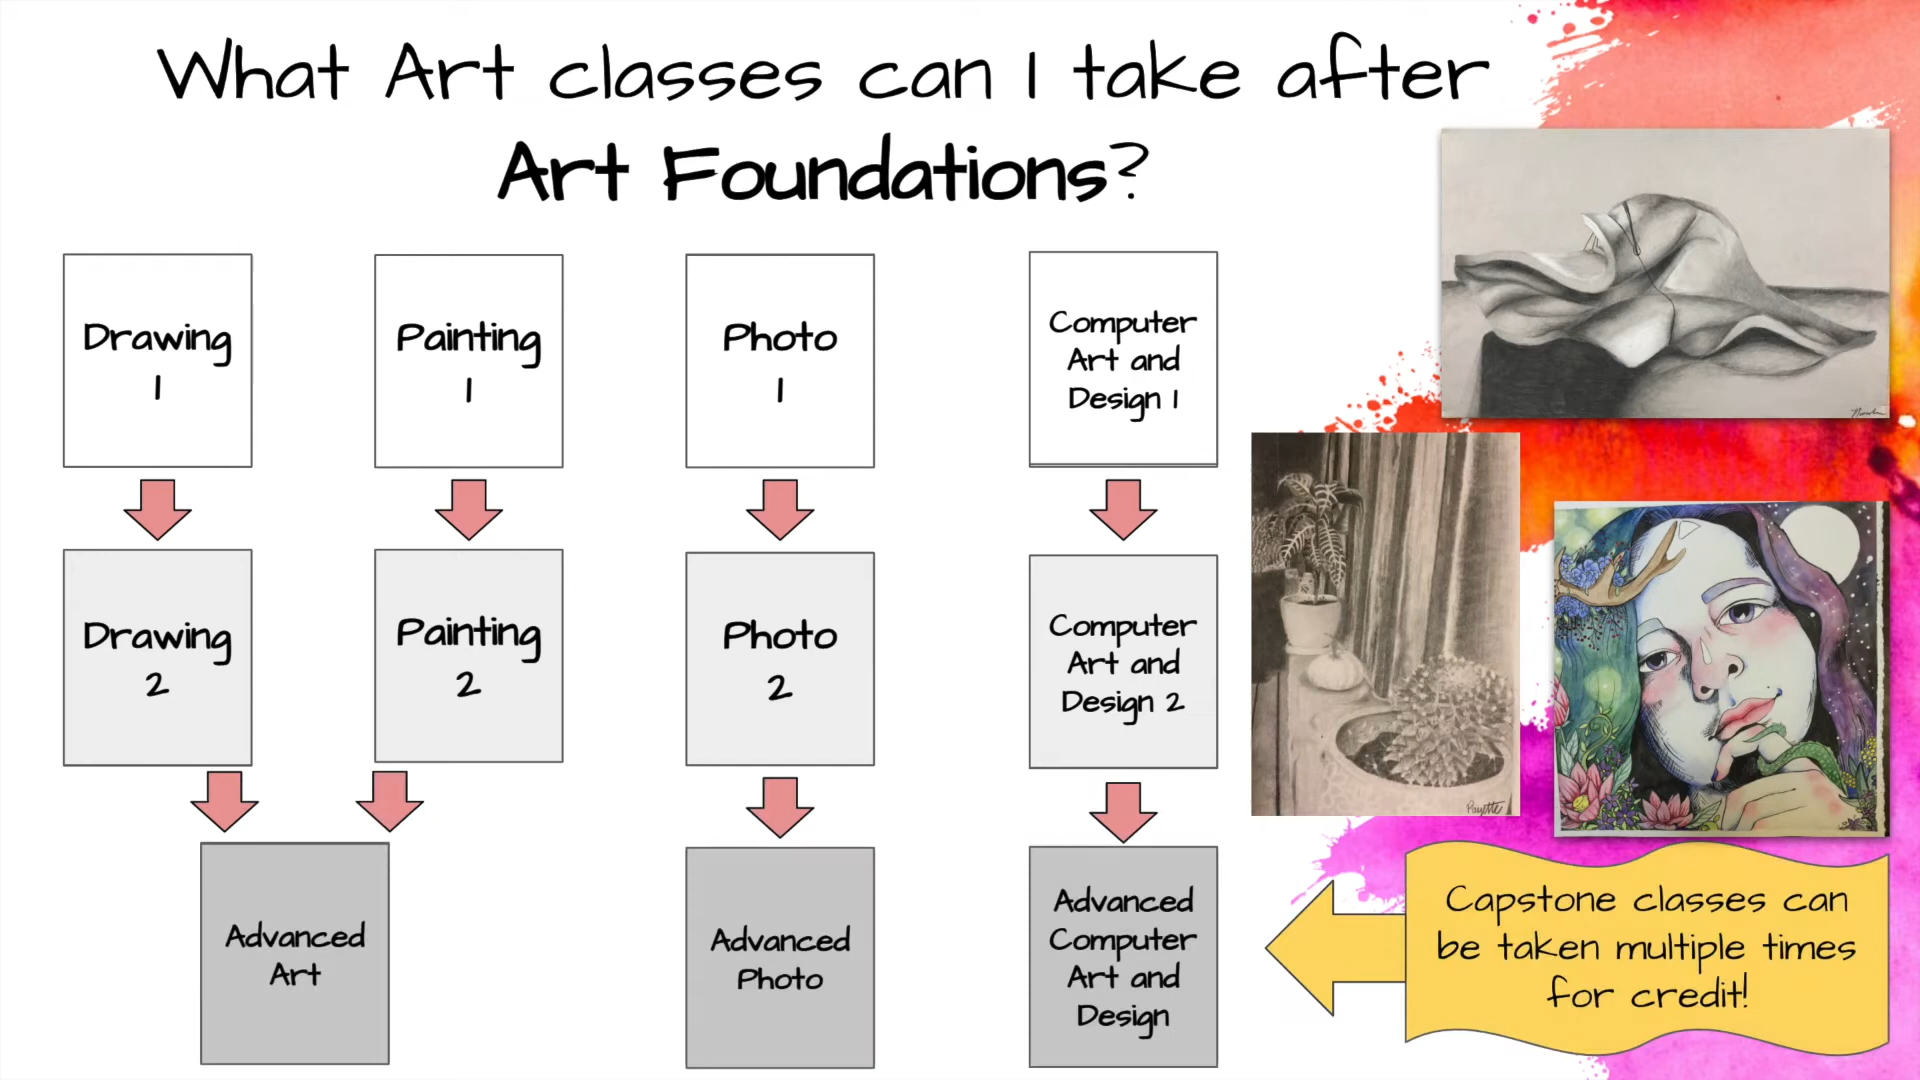 What Art classes can I take after
Art Foundations?
Drawing
1
Painting
1
Photo
1
Computer
Art and
Design 1
Drawing
2
Painting
2
Photo
2
Computer
Art and
Design 2
Advanced
Art
Advanced
Photo
Advanced
Computer
Art and
Design
Payette
Capstone classes can
be taken multiple times
for credit!